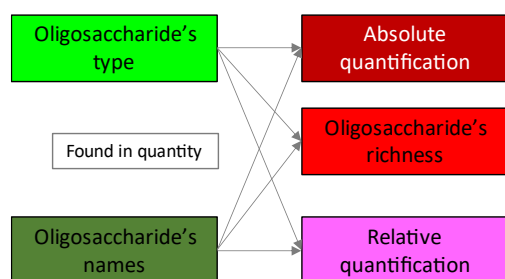 Oligosaccharide's
type
Absolute
quantification
Oligosaccharide's
richness
Found in quantity
Oligosaccharide's
names
Relative
quantification